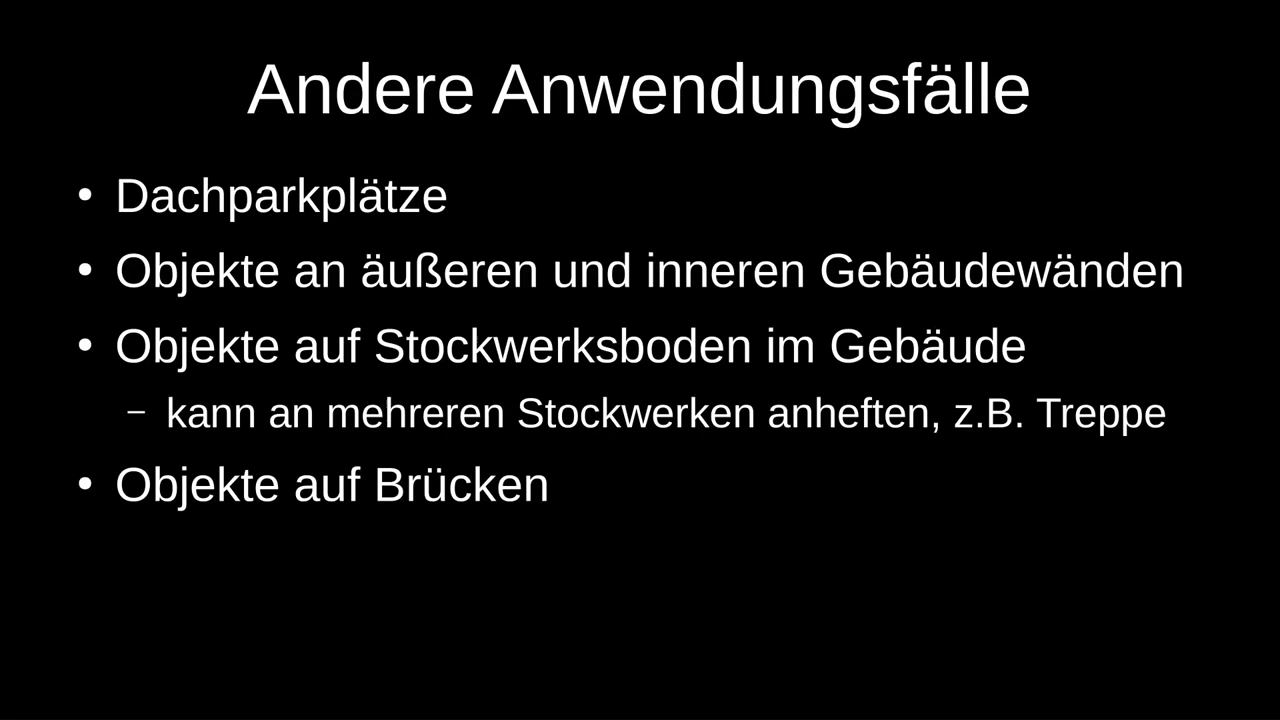 Andere Anwendungsfälle
• Dachparkplätze
• Objekte an äußeren und inneren Gebäudewänden
• Objekte auf Stockwerksboden im Gebäude
– kann an mehreren Stockwerken anheften, z.B. Treppe
• Objekte auf Brücken